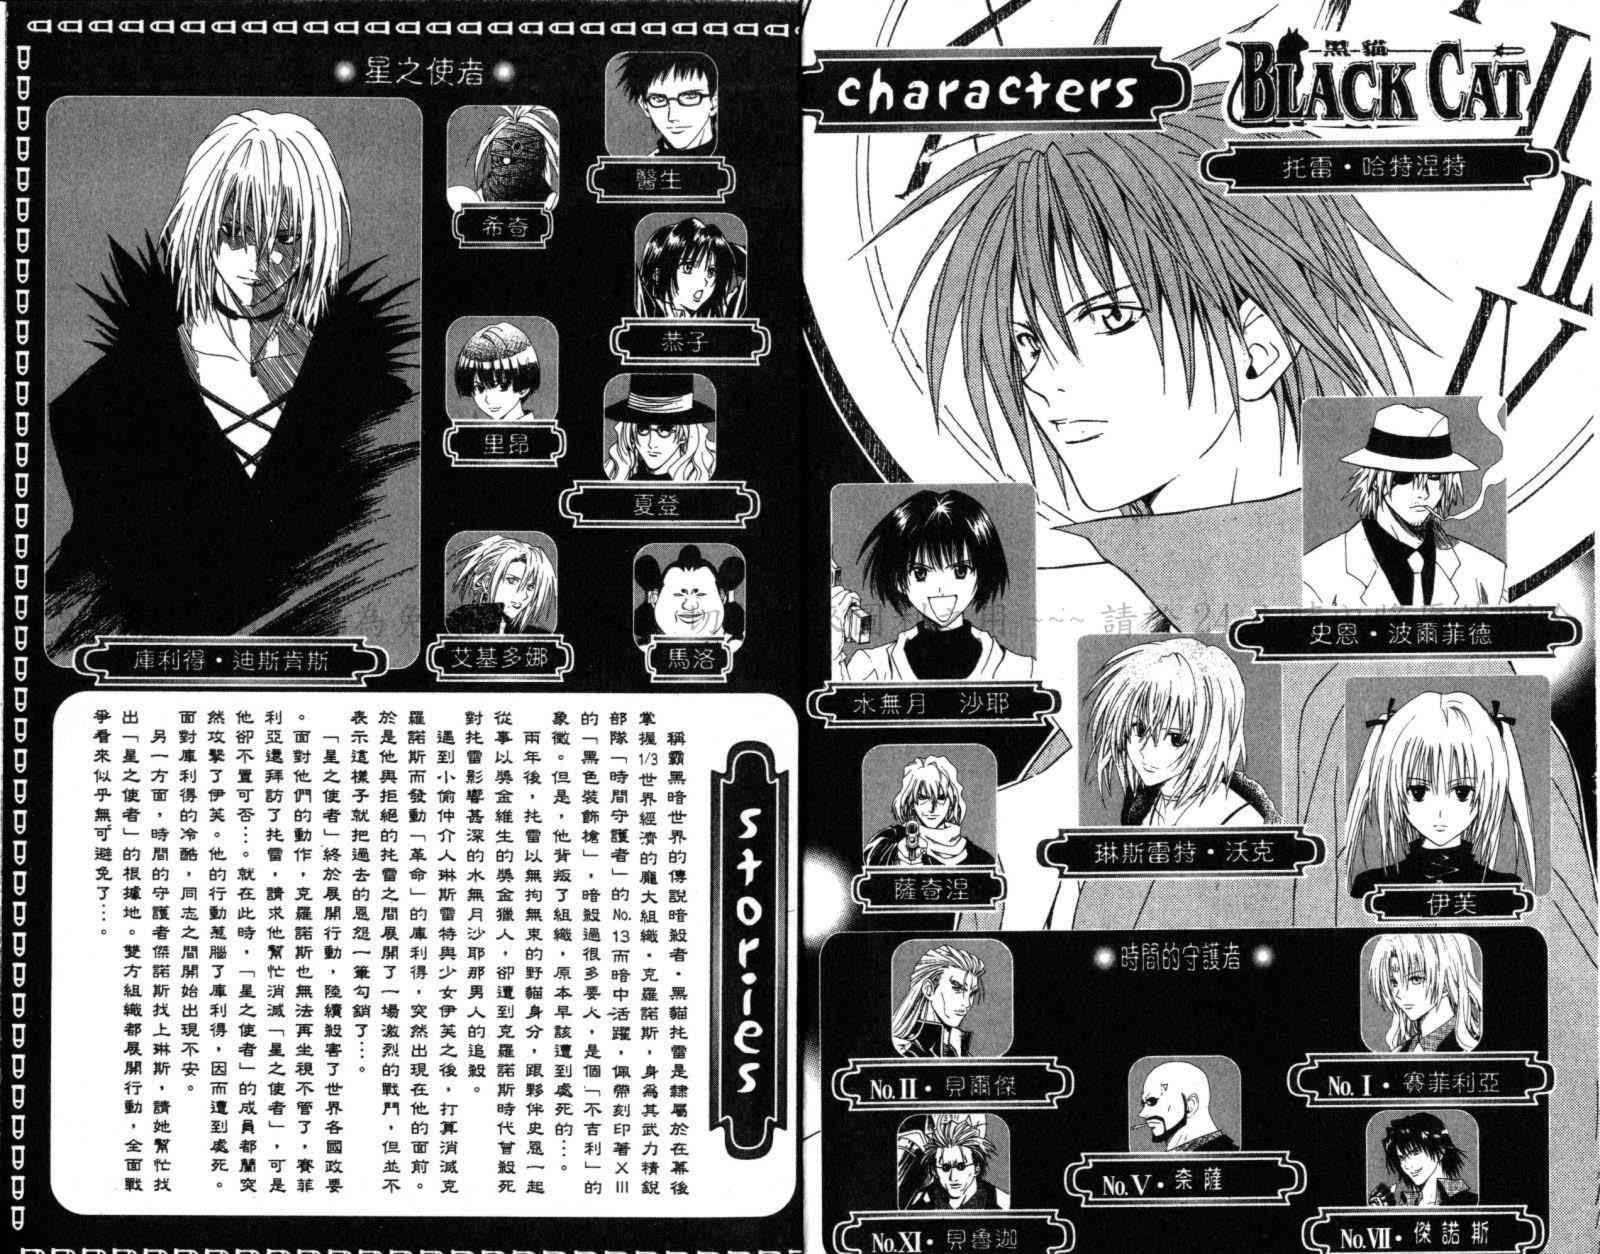 黑貓
BLACK CAT
characters
托雷・哈特涅特
史恩・波爾菲德
水無月　沙耶
琳斯雷特・沃克
伊芙
薩奇涅
時間的守護者
No. I・賽菲利亞
No. II・貝爾傑
No. V・奈薩
No. VII・傑諾斯
No. XI・貝魯迦
星之使者
醫生
希奇
恭子
里昂
夏登
艾基多娜
馬洛
庫利得・迪斯肯斯
stories
稱霸黑暗世界的傳說暗殺者・黑貓托雷是隸屬於在幕後
掌握1/3世界經濟的龐大組織・克羅諾斯，身為其武力精銳
部隊「時間守護者」的No. 13而暗中活躍，佩帶刻印著XIII
的「黑色裝飾槍」，暗殺過很多要人，是個「不吉利」的
象徵。但是，他背叛了組織，原本早該遭到處死的…。
兩年後，托雷以無拘無束的野貓身分，跟夥伴史恩一起
從事以獎金維生的獎金獵人，卻遭到克羅諾斯時代曾殺死
對托雷影響甚深的水無月沙耶那男人的追殺。
遇到小偷仲介人琳斯雷特與少女伊芙之後，打算消滅克
羅諾斯而發動「革命」的庫利得，突然出現在他的面前。
於是他與拒絕的托雷之間展開了一場激烈的戰鬥，但並不
表示這樣子就把過去的恩怨一筆勾銷了…。
「星之使者」終於展開行動，陸續殺害了世界各國政要
。面對他們的動作，克羅諾斯也無法再坐視不管了，賽菲
利亞還拜訪了托雷，請求他幫忙消滅「星之使者」，可是
他卻不置可否…。就在此時，「星之使者」的成員都蘭突
然攻擊了伊芙。他的行動惹腦了庫利得，因而遭到處死。
面對庫利得的冷酷，同志之間開始出現不安。
另一方面，時間的守護者傑諾斯找上琳斯，請她幫忙找
出「星之使者」的根據地。雙方組織都展開行動，全面戰
爭看來似乎無可避免了…。